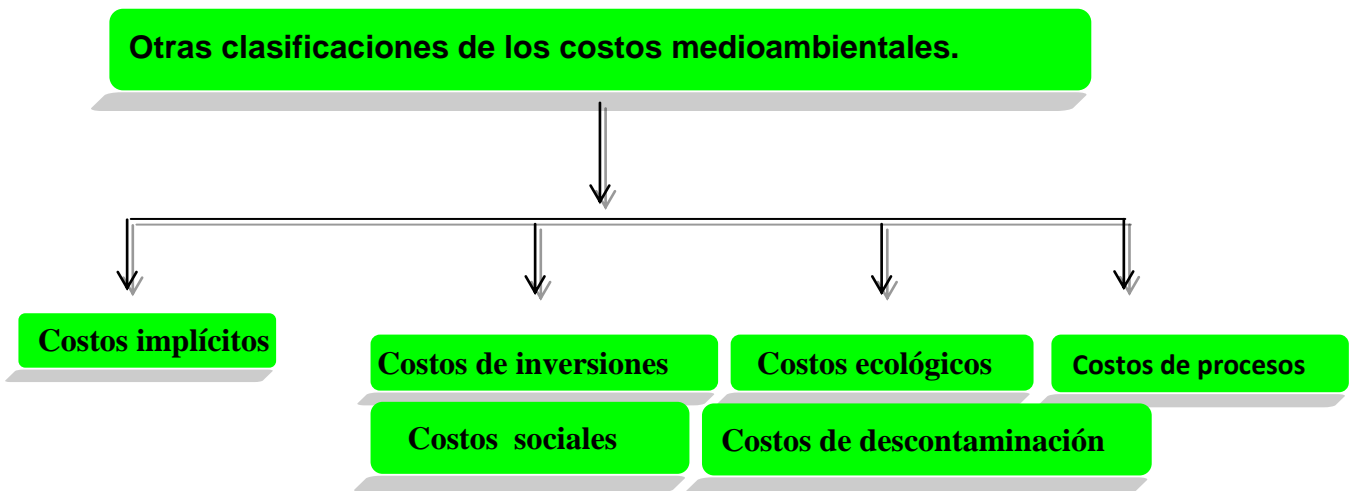 Otras clasificaciones de los costos medioambientales.
Costos implícitos
Costos de inversiones
Costos ecológicos
Costos de procesos
Costos sociales
Costos de descontaminación